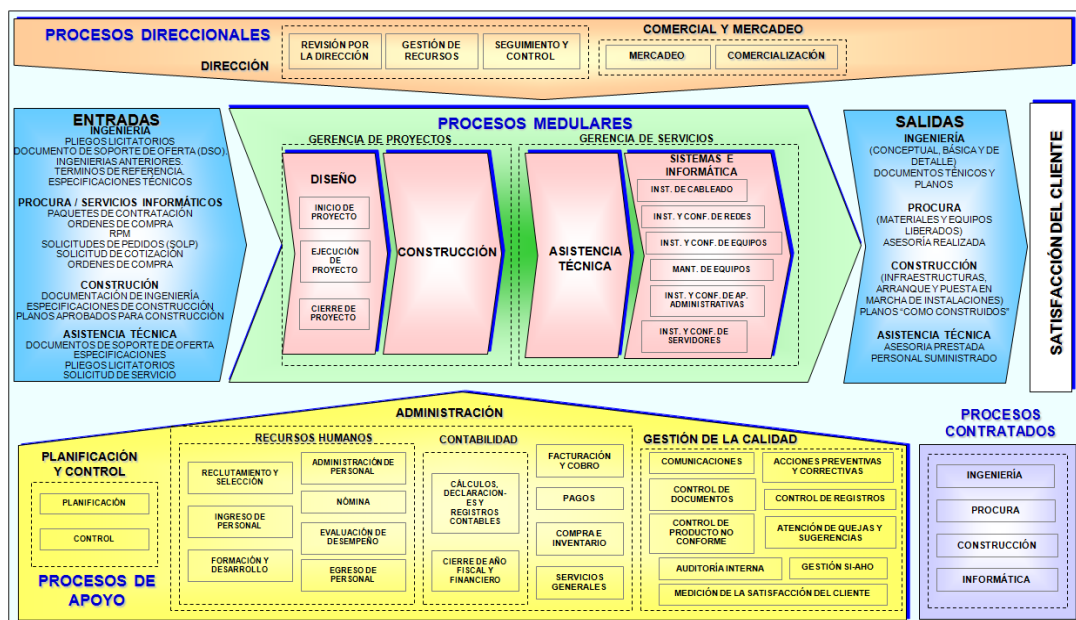 PROCESOS DIRECCIONALES
DIRECCIÓN
REVISIÓN POR
LA DIRECCIÓN
GESTIÓN DE
RECURSOS
SEGUIMIENTO Y
CONTROL
COMERCIAL Y MERCADEO
MERCADEO
COMERCIALIZACIÓN
ENTRADAS
INGENIERÍA
PLIEGOS LICITATORIOS
DOCUMENTO DE SOPORTE DE OFERTA (DSO).
INGENIERIAS ANTERIORES.
TERMINOS DE REFERENCIA.
ESPECIFICACIONES TÉCNICOS
PROCURA / SERVICIOS INFORMÁTICOS
PAQUETES DE CONTRATACIÓN
ORDENES DE COMPRA
RPM
SOLICITUDES DE PEDIDOS (SOLP)
SOLICITUD DE COTIZACIÓN
ORDENES DE COMPRA
CONSTRUCIÓN
DOCUMENTACIÓN DE INGENIERÍA
ESPECIFICACIONES DE CONSTRUCCIÓN
PLANOS APROBADOS PARA CONSTRUCCIÓN
ASISTENCIA TÉCNICA
DOCUMENTOS DE SOPORTE DE OFERTA
ESPECIFICACIONES
PLIEGOS LICITATORIOS
SOLICITUD DE SERVICIO
PROCESOS MEDULARES
GERENCIA DE PROYECTOS
DISEÑO
INICIO DE
PROYECTO
EJECUCIÓN
DE
PROYECTO
CIERRE DE
PROYECTO
CONSTRUCCIÓN
GERENCIA DE SERVICIOS
ASISTENCIA
TÉCNICA
SISTEMAS E
INFORMÁTICA
INST. DE CABLEADO
INST. Y CONF. DE REDES
INST. Y CONF. DE EQUIPOS
MANT. DE EQUIPOS
INST. Y CONF. DE AP.
ADMINISTRATIVAS
INST. Y CONF. DE
SERVIDORES
SALIDAS
INGENIERÍA
(CONCEPTUAL, BÁSICA Y DE
DETALLE)
DOCUMENTOS TÉNICOS Y
PLANOS
PROCURA
(MATERIALES Y EQUIPOS
LIBERADOS)
ASESORÍA REALIZADA
CONSTRUCCIÓN
(INFRAESTRUCTURAS,
ARRANQUE Y PUESTA EN
MARCHA DE INSTALACIONES)
PLANOS "COMO CONSTRUIDOS"
ASISTENCIA TÉCNICA
ASESORIA PRESTADA
PERSONAL SUMINISTRADO
SATISFACCIÓN DEL CLIENTE
PLANIFICACIÓN
Y CONTROL
PLANIFICACIÓN
CONTROL
PROCESOS DE
APOYO
ADMINISTRACIÓN
RECURSOS HUMANOS
RECLUTAMIENTO Y
SELECCIÓN
INGRESO DE
PERSONAL
FORMACIÓN Y
DESARROLLO
ADMINISTRACIÓN DE
PERSONAL
NÓMINA
EVALUACIÓN DE
DESEMPEÑO
EGRESO DE
PERSONAL
CONTABILIDAD
CÁLCULOS,
DECLARACION-
ES Y
REGISTROS
CONTABLES
CIERRE DE AÑO
FISCAL Y
FINANCIERO
FACTURACIÓN
Y COBRO
PAGOS
COMPRA E
INVENTARIO
SERVICIOS
GENERALES
GESTIÓN DE LA CALIDAD
COMUNICACIONES
ACCIONES PREVENTIVAS
Y CORRECTIVAS
CONTROL DE
DOCUMENTOS
CONTROL DE REGISTROS
CONTROL DE
PRODUCTO NO
CONFORME
ATENCIÓN DE QUEJAS Y
SUGERENCIAS
AUDITORÍA INTERNA
GESTIÓN SI-AHO
MEDICIÓN DE LA SATISFACCIÓN DEL CLIENTE
PROCESOS
CONTRATADOS
INGENIERÍA
PROCURA
CONSTRUCCIÓN
INFORMÁTICA